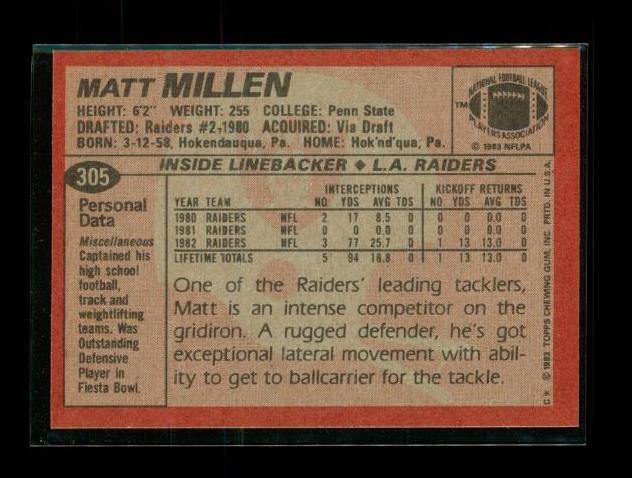 MATT MILLEN
HEIGHT: 6'2" WEIGHT: 255 COLLEGE: Penn State
DRAFTED: Raiders #2-1980 ACQUIRED: Via Draft
BORN: 3-12-58, Hokendauqua, Pa. HOME: Hok'nd'qua, Pa.
NATIONAL FOOTBALL LEAGUE
PLAYERS ASSOCIATION
TM
© 1983 NFLPA
305
INSIDE LINEBACKER ◆ L.A. RAIDERS
Personal
Data
Miscellaneous
Captained his
high school
football,
track and
weightlifting
teams. Was
Outstanding
Defensive
Player in
Fiesta Bowl.
INTERCEPTIONS KICKOFF RETURNS
YEAR TEAM NO YDS AVG TDS NO YDS AVG TDS
1980 RAIDERS NFL 2 17 8.5 0 0 0 0.0 0
1981 RAIDERS NFL 0 0 0.0 0 0 0 0.0 0
1982 RAIDERS NFL 3 77 25.7 0 1 13 13.0 0
LIFETIME TOTALS 5 94 18.8 0 1 13 13.0 0
One of the Raiders' leading tacklers,
Matt is an intense competitor on the
gridiron. A rugged defender, he's got
exceptional lateral movement with abil-
ity to get to ballcarrier for the tackle.
C* © 1983 TOPPS CHEWING GUM, INC. PRTD. IN U.S.A.